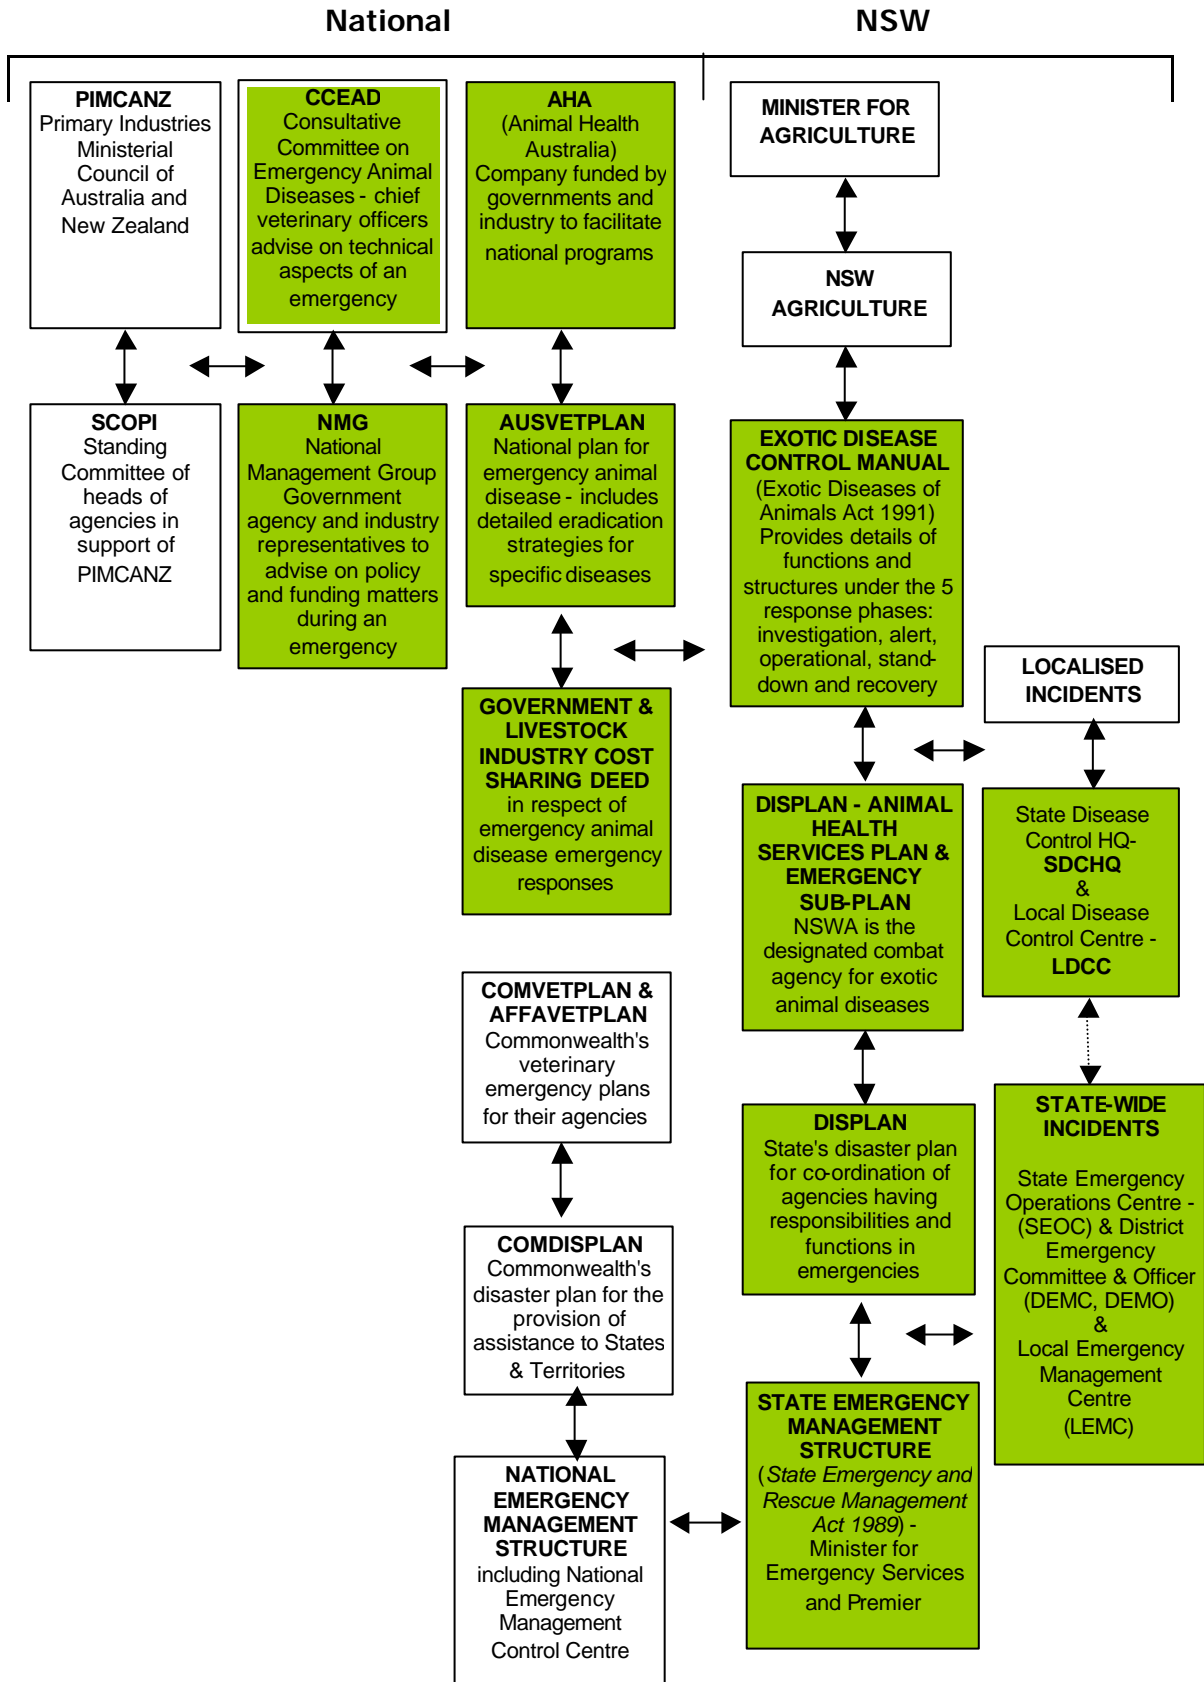 National
NSW
PIMCANZ
Primary Industries
Ministerial
Council of
Australia and
New Zealand
CCEAD
Consultative
Committee on
Emergency Animal
Diseases - chief
veterinary officers
advise on technical
aspects of an
emergency
AHA
(Animal Health
Australia)
Company funded by
governments and
industry to facilitate
national programs
MINISTER FOR
AGRICULTURE
NSW
AGRICULTURE
SCOPI
Standing
Committee of
heads of
agencies in
support of
PIMCANZ
NMG
National
Management Group
Government
agency and industry
representatives to
advise on policy
and funding matters
during an
emergency
AUSVETPLAN
National plan for
emergency animal
disease - includes
detailed eradication
strategies for
specific diseases
EXOTIC DISEASE
CONTROL MANUAL
(Exotic Diseases of
Animals Act 1991)
Provides details of
functions and
structures under the 5
response phases:
investigation, alert,
operational, stand-
down and recovery
LOCALISED
INCIDENTS
GOVERNMENT &
LIVESTOCK
INDUSTRY COST
SHARING DEED
in respect of
emergency animal
disease emergency
responses
DISPLAN - ANIMAL
HEALTH
SERVICES PLAN &
EMERGENCY
SUB-PLAN
NSWA is the
designated combat
agency for exotic
animal diseases
State Disease
Control HQ-
SDCHQ
&
Local Disease
Control Centre -
LDCC
COMVETPLAN &
AFFAVETPLAN
Commonwealth's
veterinary
emergency plans
for their agencies
DISPLAN
State's disaster plan
for co-ordination of
agencies having
responsibilities and
functions in
emergencies
STATE-WIDE
INCIDENTS
State Emergency
Operations Centre -
(SEOC) & District
Emergency
Committee & Officer
(DEMC, DEMO)
&
Local Emergency
Management
Centre
(LEMC)
COMDISPLAN
Commonwealth's
disaster plan for the
provision of
assistance to States
& Territories
STATE EMERGENCY
MANAGEMENT
STRUCTURE
(State Emergency and
Rescue Management
Act 1989) -
Minister for
Emergency Services
and Premier
NATIONAL
EMERGENCY
MANAGEMENT
STRUCTURE
including National
Emergency
Management
Control Centre